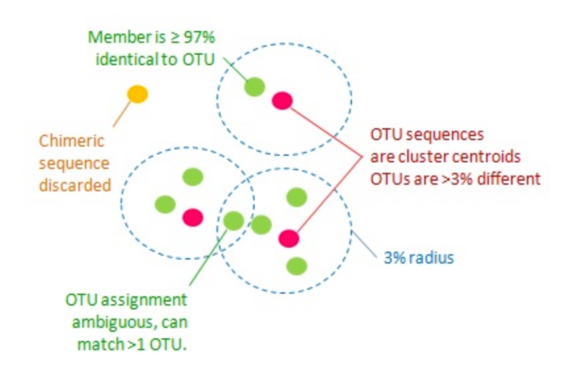 Member is ≥ 97%
identical to OTU
Chimeric
sequence
discarded
OTU sequences
are cluster centroids
OTUs are >3% different
3% radius
OTU assignment
ambiguous, can
match >1 OTU.